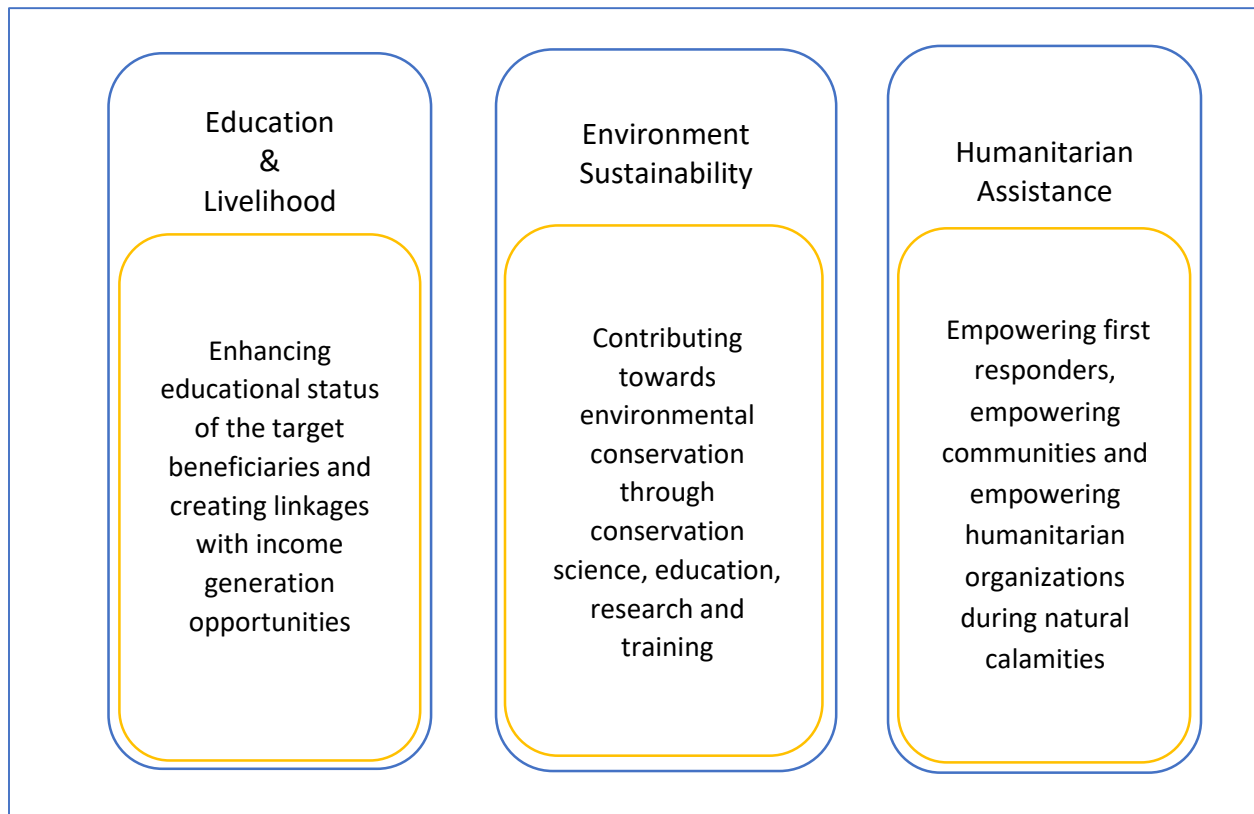 Education
&
Livelihood
Enhancing
educational status
of the target
beneficiaries and
creating linkages
with income
generation
opportunities
Environment
Sustainability
Contributing
towards
environmental
conservation
through
conservation
science, education,
research and
training
Humanitarian
Assistance
Empowering first
responders,
empowering
communities and
empowering
humanitarian
organizations
during natural
calamities